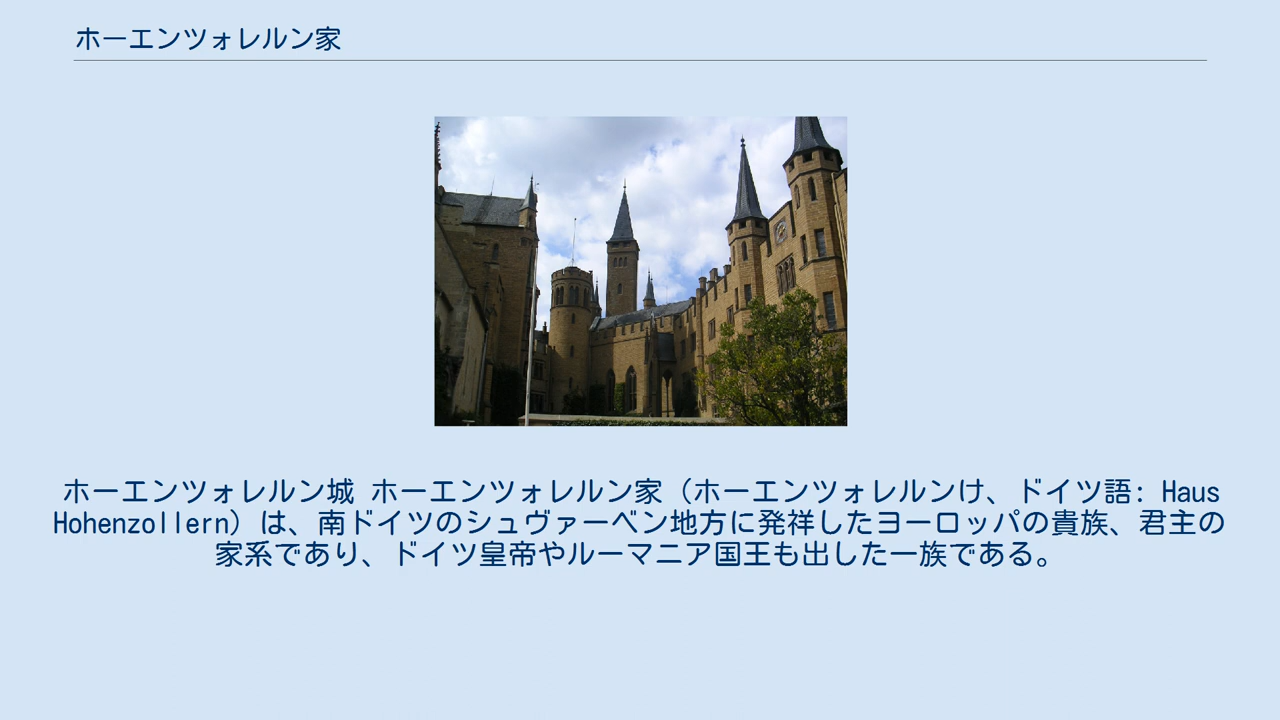 ホーエンツォレルン家
ホーエンツォレルン城 ホーエンツォレルン家（ホーエンツォレルンけ、ドイツ語: Haus
Hohenzollern）は、南ドイツのシュヴァーベン地方に発祥したヨーロッパの貴族、君主の
家系であり、ドイツ皇帝やルーマニア国王も出した一族である。